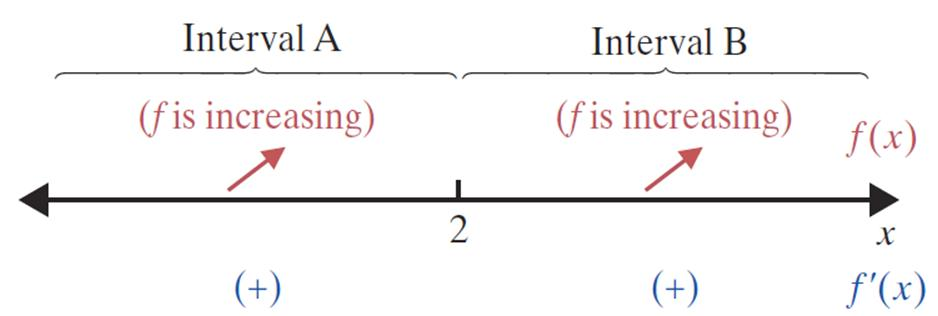 Interval A Interval B
(f is increasing) (f is increasing) f(x)
2 x
(+) (+) f′(x)